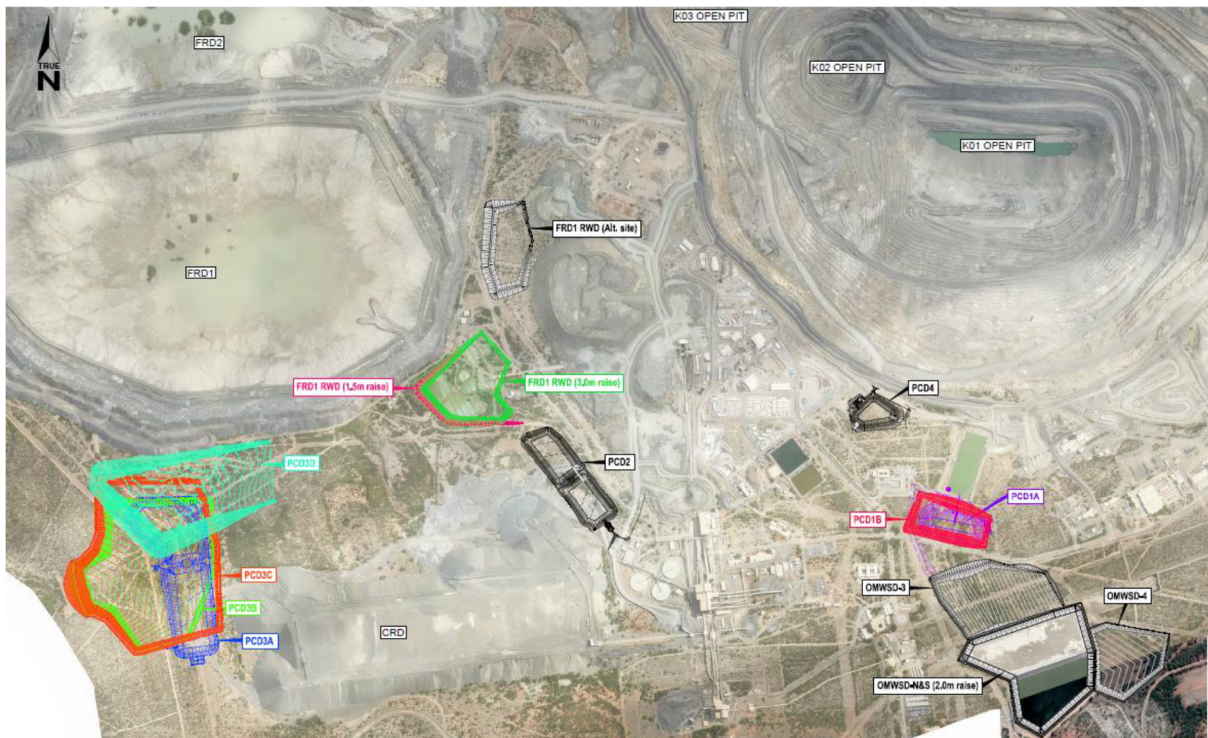 K03 OPEN PIT
FRD2
TRUE
N
K02 OPEN PIT
K01 OPEN PIT
FRD1 RWD (Alt. site)
FRD1
FRD1 RWD (1,5m raise)
FRD1 RWD (3,0m raise)
PCD4
PCD3D
PCD2
PCD1A
PCD1B
PCD3C
OMWSD-3
OMWSD-4
PCD3B
CRD
PCD3A
OMWSD-N&S (2,0m raise)